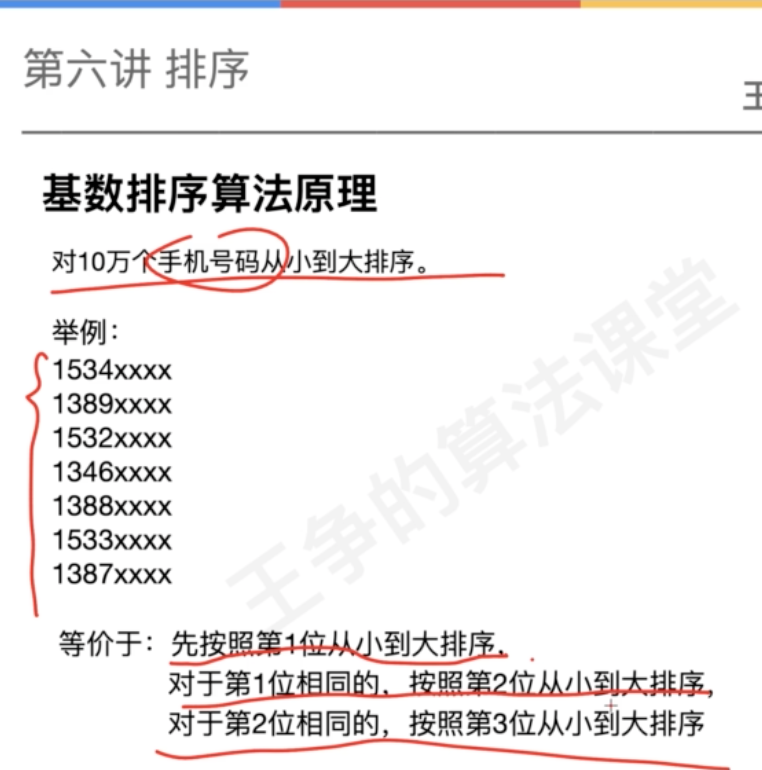 第六讲 排序
王
基数排序算法原理
对10万个手机号码从小到大排序。
举例：
1534xxxx
1389xxxx
1532xxxx
1346xxxx
1388xxxx
1533xxxx
1387xxxx
王争的算法课堂
等价于：先按照第1位从小到大排序，
对于第1位相同的，按照第2位从小到大排序，
对于第2位相同的，按照第3位从小到大排序